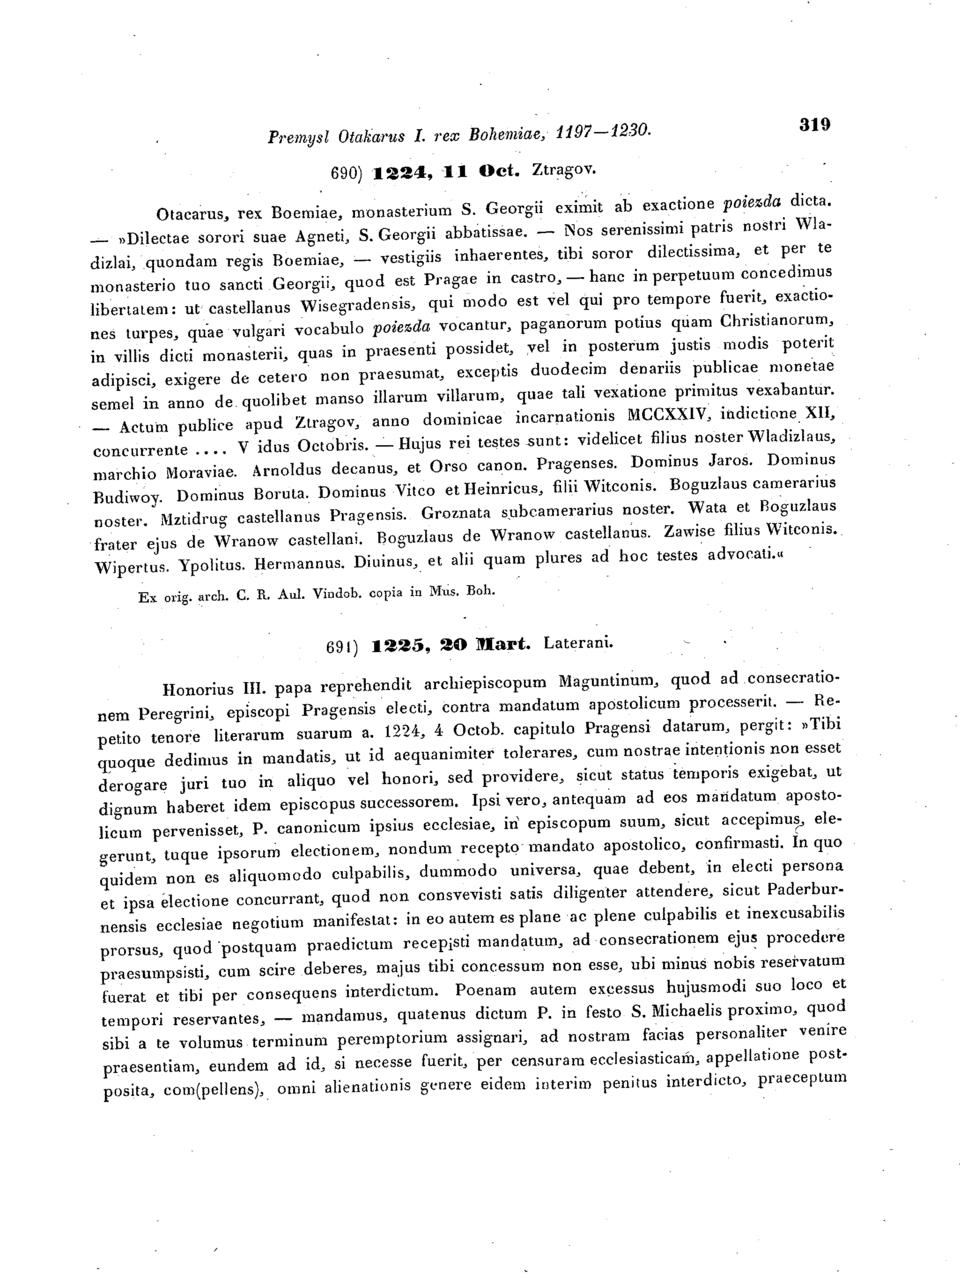 Premysl Otakarus I. rex Bohemiae, 1197—1230.
319
690) 1224, 11 Oct. Ztragov.
Otacarus, rex Boemiae, monasterium S. Georgii eximit ab exactione poiezda dicta.
— »Dilectae sorori suae Agneti, S. Georgii abbatissae. — Nos serenissimi patris nostri Wla-
dizlai, quondam regis Boemiae, — vestigiis inhaerentes, tibi soror dilectissima, et per te
monasterio tuo sancti Georgii, quod est Pragae in castro, — hanc in perpetuum concedimus
libertatem: ut castellanus Wisegradensis, qui modo est vel qui pro tempore fuerit, exactio-
nes turpes, quae vulgari vocabulo poiezda vocantur, paganorum potius quam Christianorum,
in villis dicti monasterii, quas in praesenti possidet, vel in posterum justis modis poterit
adipisci, exigere de cetero non praesumat, exceptis duodecim denariis publicae monetae
semel in anno de quolibet manso illarum villarum, quae tali vexatione primitus vexabantur.
— Actum publice apud Ztragov, anno dominicae incarnationis MCCXXIV, indictione XII,
concurrente .... V idus Octobris. — Hujus rei testes sunt: videlicet filius noster Wladizlaus,
marchio Moraviae. Arnoldus decanus, et Orso canon. Pragenses. Dominus Jaros. Dominus
Budiwoy. Dominus Boruta. Dominus Vitco et Heinricus, filii Witconis. Boguzlaus camerarius
noster. Mztidrug castellanus Pragensis. Groznata subcamerarius noster. Wata et Boguzlaus
frater ejus de Wranow castellani. Boguzlaus de Wranow castellanus. Zawise filius Witconis.
Wipertus. Ypolitus. Hermannus. Diuinus, et alii quam plures ad hoc testes advocati.«
Ex orig. arch. C. R. Aul. Vindob. copia in Mus. Boh.
691) 1225, 20 Mart. Laterani.
Honorius III. papa reprehendit archiepiscopum Maguntinum, quod ad consecratio-
nem Peregrini, episcopi Pragensis electi, contra mandatum apostolicum processerit. — Re-
petito tenore literarum suarum a. 1224, 4 Octob. capitulo Pragensi datarum, pergit: »Tibi
quoque dedimus in mandatis, ut id aequanimiter tolerares, cum nostrae intentionis non esset
derogare juri tuo in aliquo vel honori, sed providere, sicut status temporis exigebat, ut
dignum haberet idem episcopus successorem. Ipsi vero, antequam ad eos mandatum aposto-
licum pervenisset, P. canonicum ipsius ecclesiae, in episcopum suum, sicut accepimus, ele-
gerunt, tuque ipsorum electionem, nondum recepto mandato apostolico, confirmasti. In quo
quidem non es aliquomodo culpabilis, dummodo universa, quae debent, in electi persona
et ipsa electione concurrant, quod non consvevisti satis diligenter attendere, sicut Paderbur-
nensis ecclesiae negotium manifestat: in eo autem es plane ac plene culpabilis et inexcusabilis
prorsus, quod postquam praedictum recepisti mandatum, ad consecrationem ejus procedere
praesumpsisti, cum scire deberes, majus tibi concessum non esse, ubi minus nobis reservatum
fuerat et tibi per consequens interdictum. Poenam autem excessus hujusmodi suo loco et
tempori reservantes, — mandamus, quatenus dictum P. in festo S. Michaelis proximo, quod
sibi a te volumus terminum peremptorium assignari, ad nostram facias personaliter venire
praesentiam, eundem ad id, si necesse fuerit, per censuram ecclesiasticam, appellatione post-
posita, com(pellens), omni alienationis genere eidem interim penitus interdicto, praeceptum